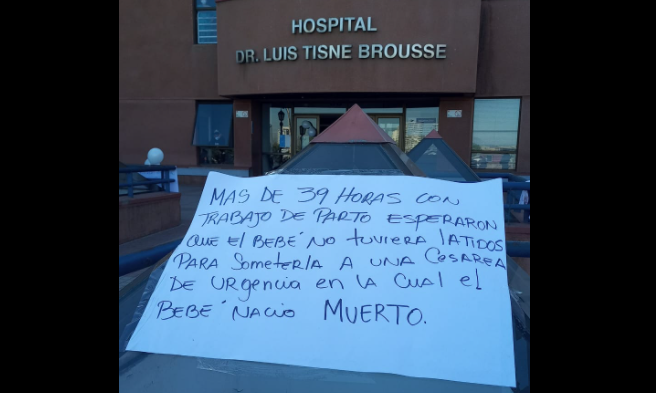 HOSPITAL
DR. LUIS TISNE BROUSSE
MAS DE 39 HORAS CON
TRABAJO DE PARTO ESPERARON
QUE EL BEBÉ NO TUVIERA LATIDOS
PARA SOMETERLA A UNA CESAREA
DE URGENCIA EN LA CUAL EL
BEBÉ NACIO MUERTO.